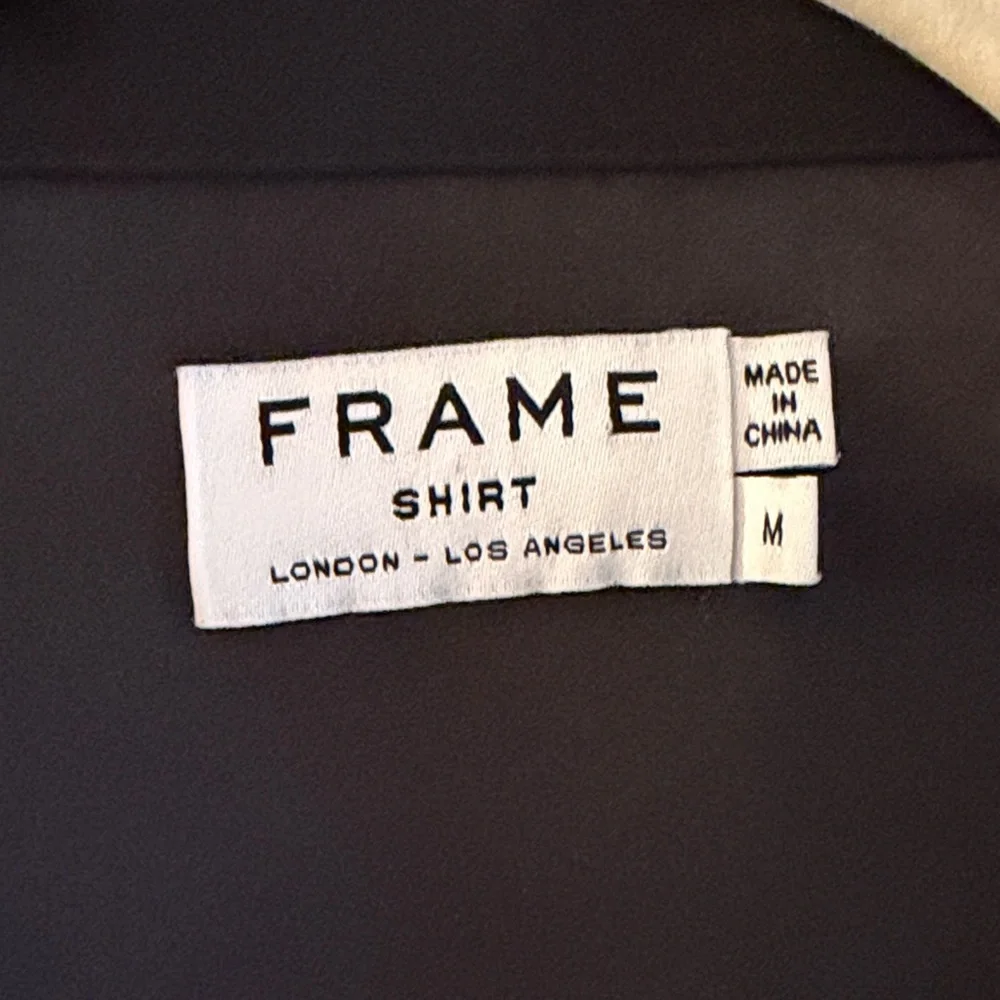 FRAME
SHIRT
LONDON - LOS ANGELES
MADE
IN
CHINA
M